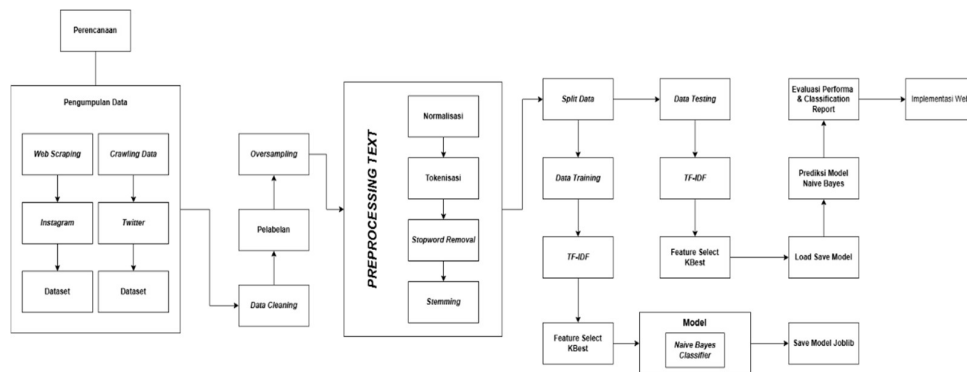 Perencanaan
Pengumpulan Data
Web Scraping
Crawling Data
Instagram
Twitter
Dataset
Dataset
Oversampling
Pelabelan
Data Cleaning
PREPROCESSING TEXT
Normalisasi
Tokenisasi
Stopword Removal
Stemming
Split Data
Data Training
TF-IDF
Feature Select
KBest
Model
Naive Bayes
Classifier
Save Model Joblib
Data Testing
TF-IDF
Feature Select
KBest
Load Save Model
Prediksi Model
Naive Bayes
Evaluasi Performa
& Classification
Report
Implementasi Web